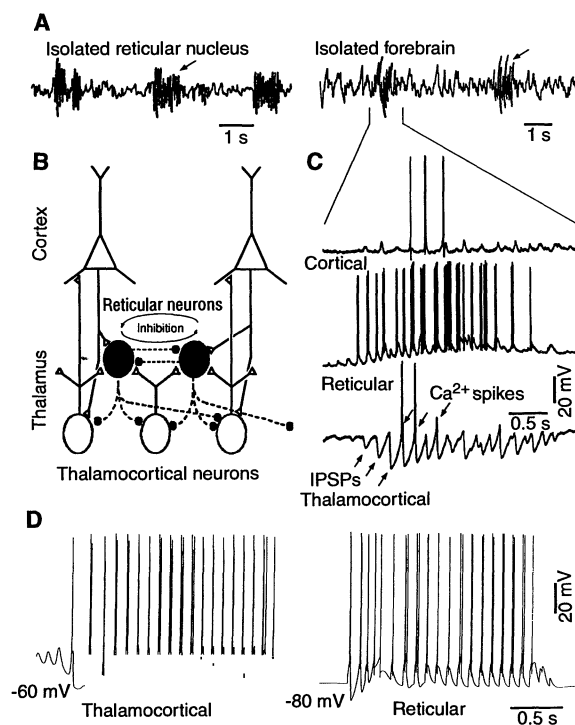 A
Isolated reticular nucleus
Isolated forebrain
1 s
1 s
B
C
Cortex
Cortical
Reticular neurons
Inhibition
Thalamus
Reticular
20 mV
Ca²⁺ spikes
0.5 s
IPSPs
Thalamocortical
Thalamocortical neurons
D
20 mV
-60 mV
Thalamocortical
-80 mV
Reticular
0.5 s